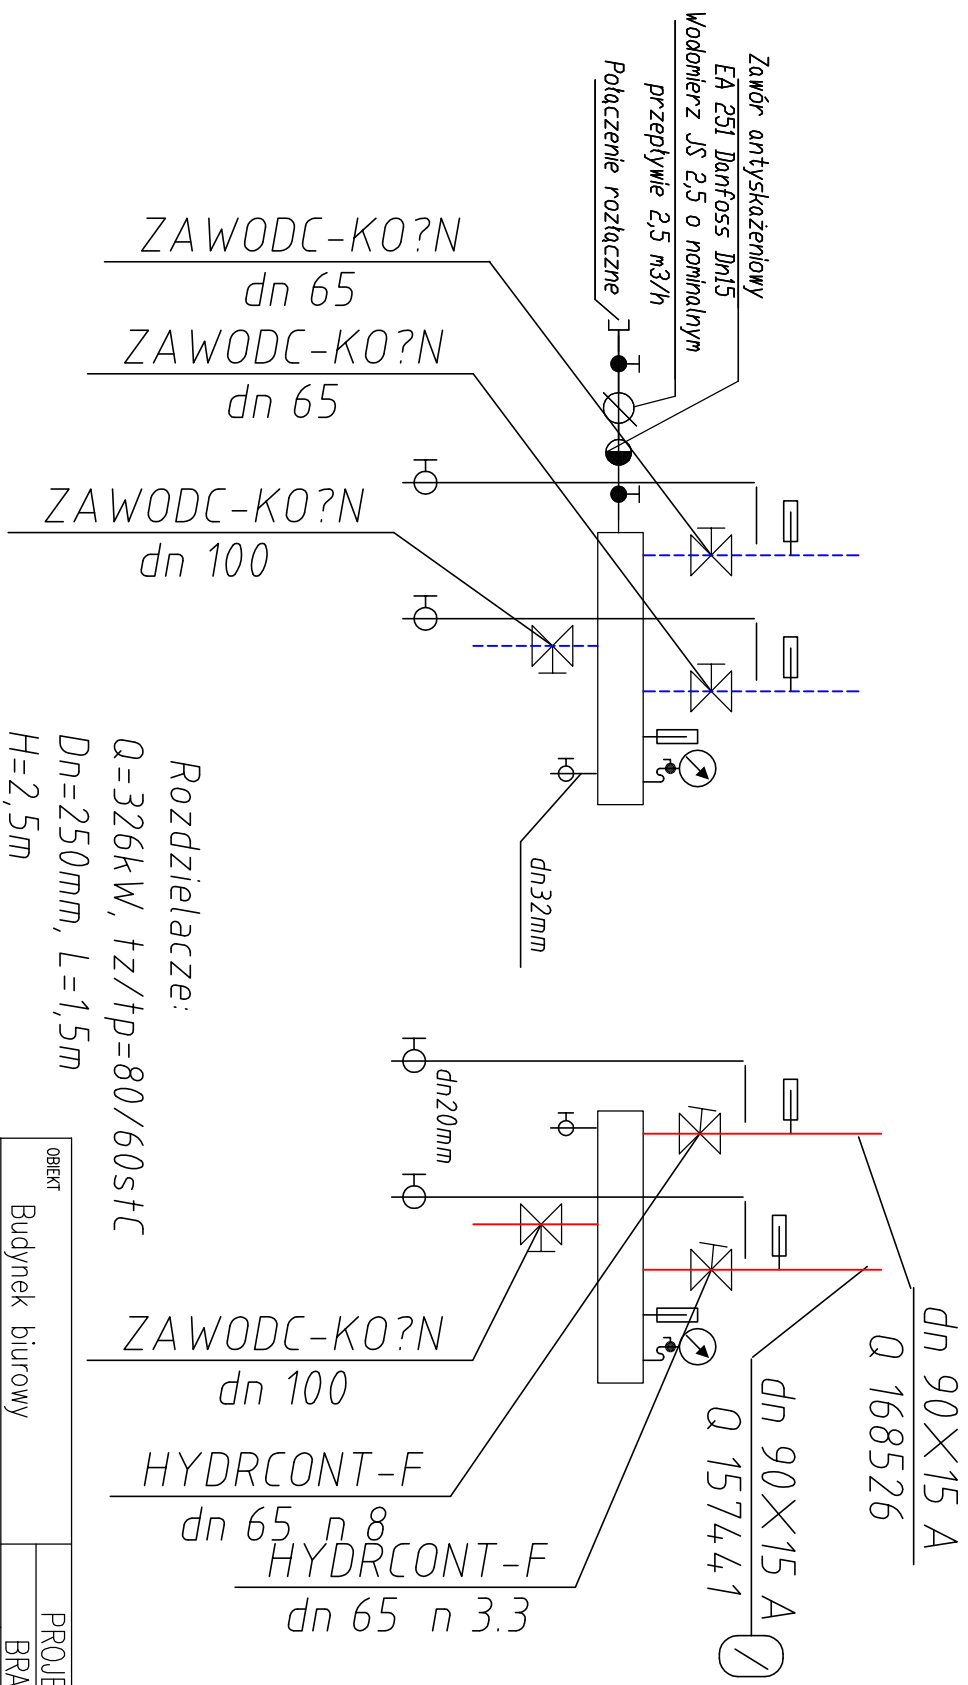 Zawór antyskażeniowy
EA 251 Danfoss Dn15
Wodomierz JS 2,5 o nominalnym
przepływie 2,5 m3/h
Połączenie rozłączne
ZAWODC-KO?N
dn 65
ZAWODC-KO?N
dn 65
ZAWODC-KO?N
dn 100
dn32mm
Rozdzielacze:
Q=326kW, tz/tp=80/60stC
Dn=250mm, L=1,5m
H=2,5m
dn20mm
dn 90X15 A
Q 168526
dn 90X15 A
Q 157441
ZAWODC-KO?N
dn 100
HYDRCONT-F
dn 65 n 8
HYDRCONT-F
dn 65 n 3.3
OBIEKT
Budynek biurowy
PROJE
BRA